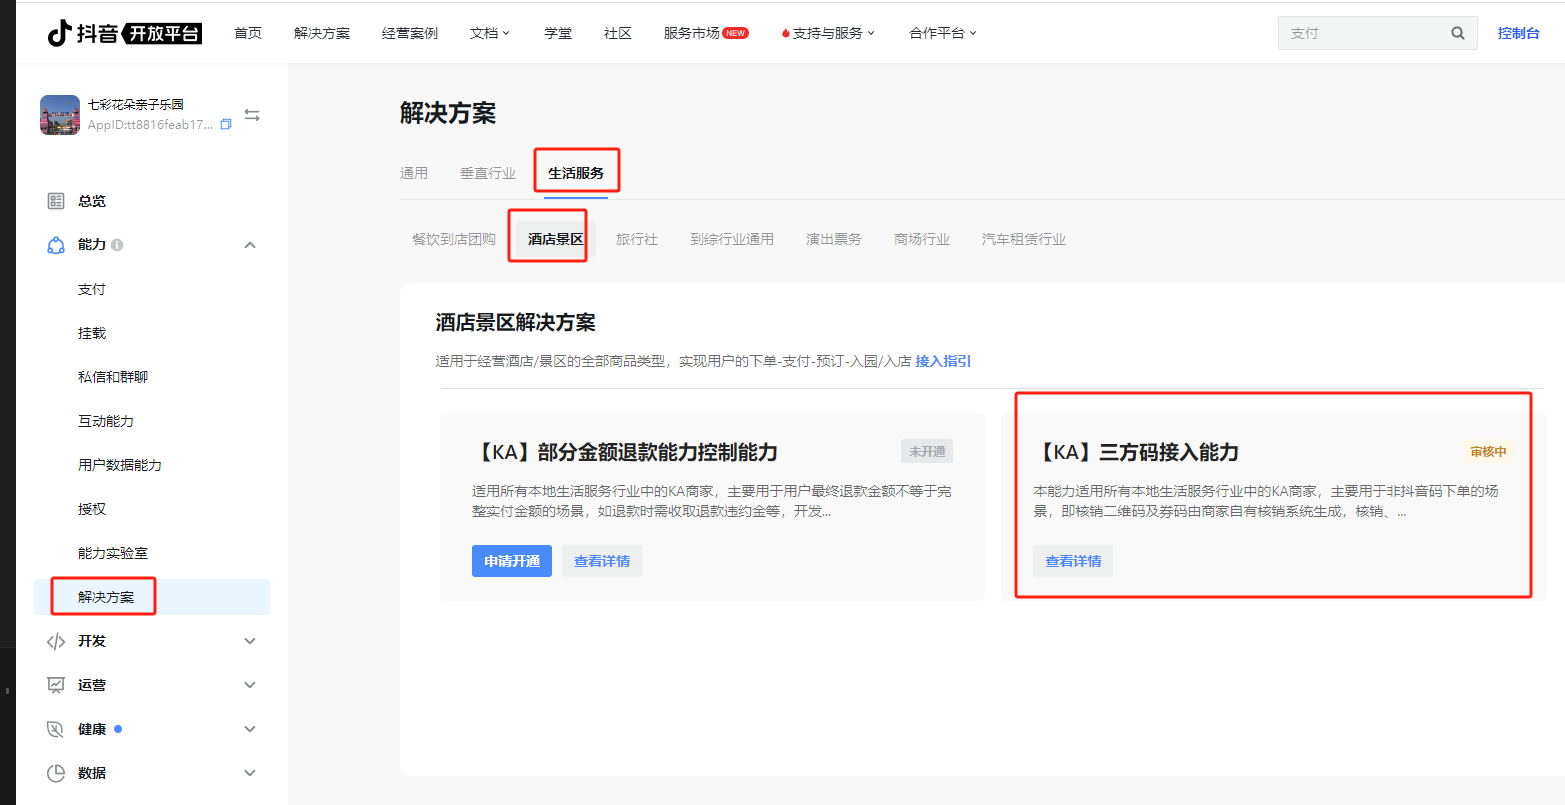 抖音 开放平台 首页 解决方案 经营案例 文档 学堂 社区 服务市场 NEW 支持与服务 合作平台 支付 控制台
七彩花朵亲子乐园
AppID:tt8816feab17...
总览
能力
支付
挂载
私信和群聊
互动能力
用户数据能力
授权
能力实验室
解决方案
开发
运营
健康
数据
解决方案
通用 垂直行业 生活服务
餐饮到店团购 酒店景区 旅行社 到综行业通用 演出票务 商场行业 汽车租赁行业
酒店景区解决方案
适用于经营酒店/景区的全部商品类型，实现用户的下单-支付-预订-入园/入店 接入指引
【KA】部分金额退款能力控制能力 未开通
适用所有本地生活服务行业中的KA商家，主要用于用户最终退款金额不等于完
整实付金额的场景，如退款时需收取退款违约金等，开发...
申请开通 查看详情
【KA】三方码接入能力 审核中
本能力适用所有本地生活服务行业中的KA商家，主要用于非抖音码下单的场
景，即核销二维码及券码由商家自有核销系统生成，核销、...
查看详情